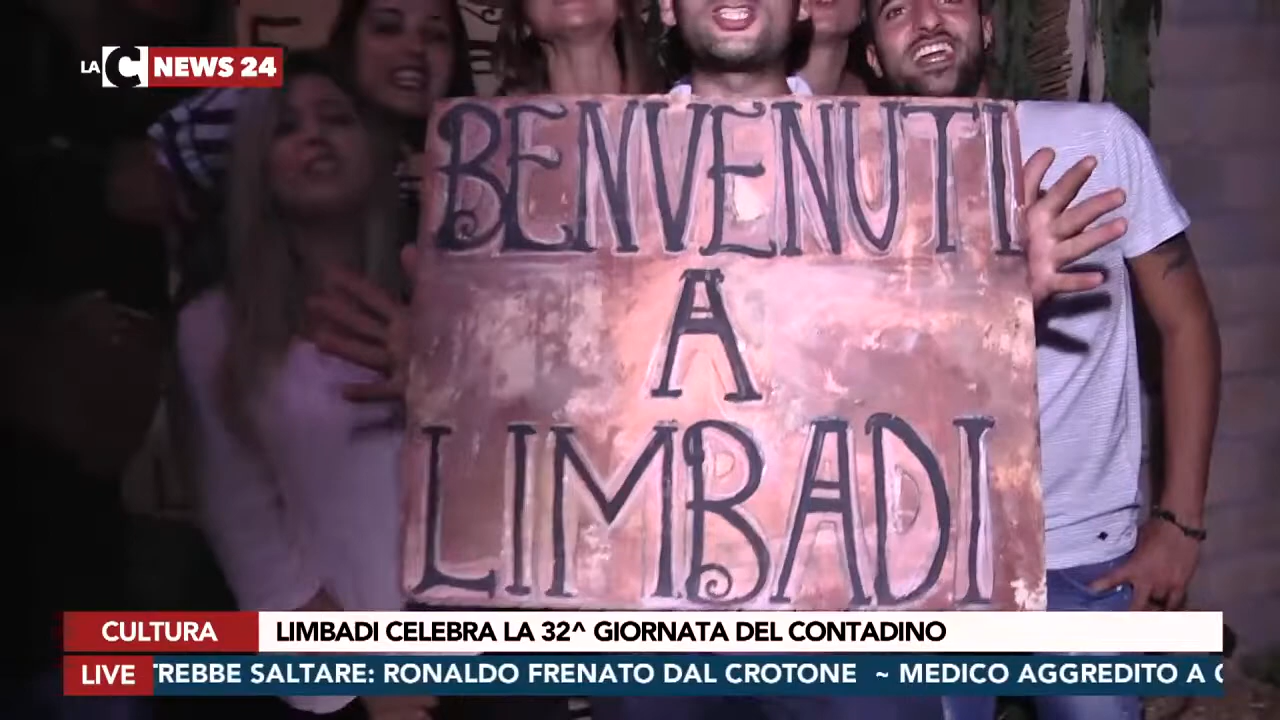 LA C NEWS 24
BENVENUTI
A
LIMBADI
CULTURA
LIMBADI CELEBRA LA 32^ GIORNATA DEL CONTADINO
LIVE
TREBBE SALTARE: RONALDO FRENATO DAL CROTONE ~ MEDICO AGGREDITO A